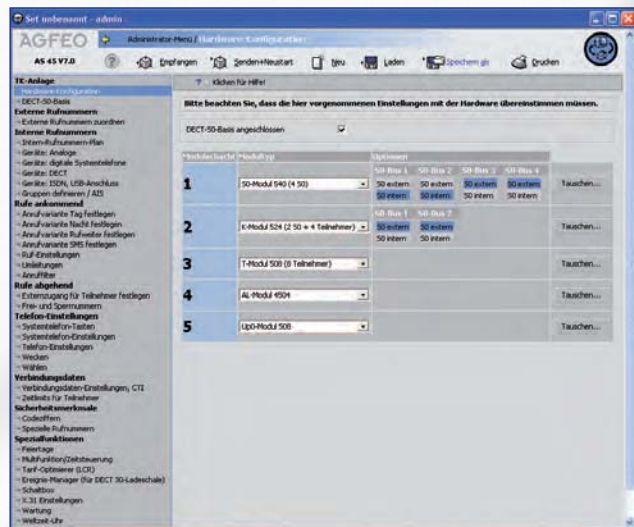 Set unbenannt - admin
AGFEO
Administrator-Menü / Hardware-Konfiguration
AS 45 V7.0
Empfangen
Senden+Neustart
Neu
Laden
Speichern als
Drucken
TK-Anlage
Hardware-Konfiguration
DECT-S0-Basis
Externe Rufnummern
Externe Rufnummern zuordnen
Interne Rufnummern
Intern-Rufnummern-Plan
Geräte: Analoge
Geräte: digitale Systemtelefone
Geräte: DECT
Geräte: ISDN, USB-Anschluss
Gruppen definieren / AIS
Rufe ankommend
Anrufvariante Tag festlegen
Anrufvariante Nacht festlegen
Anrufvariante Rufweiter festlegen
Anrufvariante SMS festlegen
Ruf-Einstellungen
Umleitungen
Anruffilter
Rufe abgehend
Externzugang für Teilnehmer festlegen
Frei- und Sperrnummern
Telefon-Einstellungen
Systemtelefon-Tasten
Systemtelefon-Einstellungen
Telefon-Einstellungen
Wecken
Wählen
Verbindungsdaten
Verbindungsdaten-Einstellungen, CTI
Zeitlimits für Teilnehmer
Sicherheitsmerkmale
Codeziffern
Spezielle Rufnummern
Spezialfunktionen
Feiertage
Multifunktion/Zeitsteuerung
Tarif-Optimierer (LCR)
Ereignis-Manager (für DECT 30-Ladeschale)
Schaltbox
X.31 Einstellungen
Wartung
Weltzeit-Uhr
? Klicken für Hilfe!
Bitte beachten Sie, dass die hier vorgenommenen Einstellungen mit der Hardware übereinstimmen müssen.
DECT-S0-Basis angeschlossen
Modulschacht Modultyp Optionen
S0-Bus 1 S0-Bus 2 S0-Bus 3 S0-Bus 4
1 S0-Modul 540 (4 S0) S0 extern S0 extern S0 extern S0 extern Tauschen...
S0 intern S0 intern S0 intern S0 intern
S0-Bus 1 S0-Bus 2
2 K-Modul 524 (2 S0 + 4 Teilnehmer) S0 extern S0 extern Tauschen...
S0 intern S0 intern
3 T-Modul 508 (8 Teilnehmer) Tauschen...
4 AL-Modul 4504 Tauschen...
5 Up0-Modul 508 Tauschen...